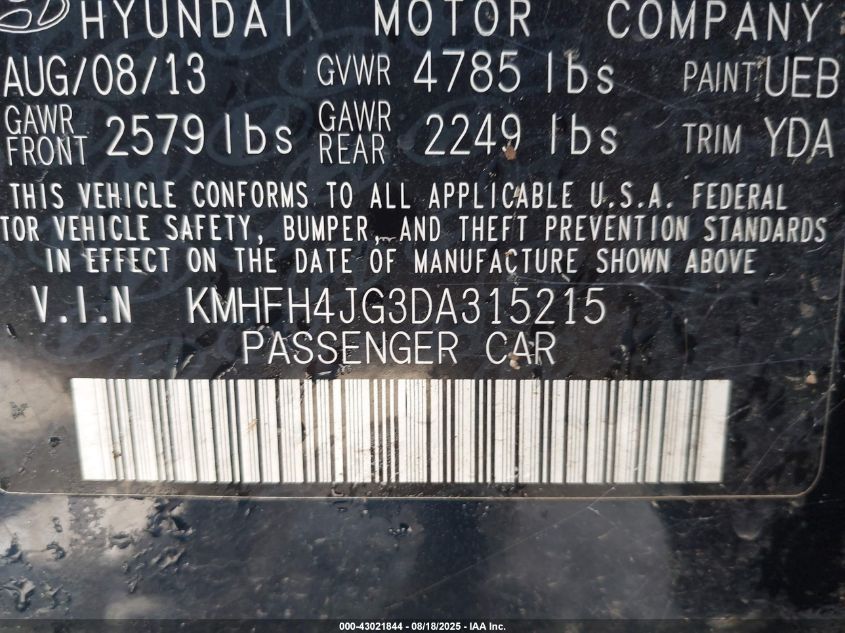 HYUNDAI MOTOR COMPANY
AUG/08/13 GVWR 4785 lbs PAINT UEB
GAWR FRONT 2579 lbs GAWR REAR 2249 lbs TRIM YDA
THIS VEHICLE CONFORMS TO ALL APPLICABLE U.S.A. FEDERAL
TOR VEHICLE SAFETY, BUMPER, AND THEFT PREVENTION STANDARDS
IN EFFECT ON THE DATE OF MANUFACTURE SHOWN ABOVE
V.I.N KMHFH4JG3DA315215
PASSENGER CAR
000-43021844 - 08/18/2025 - IAA Inc.